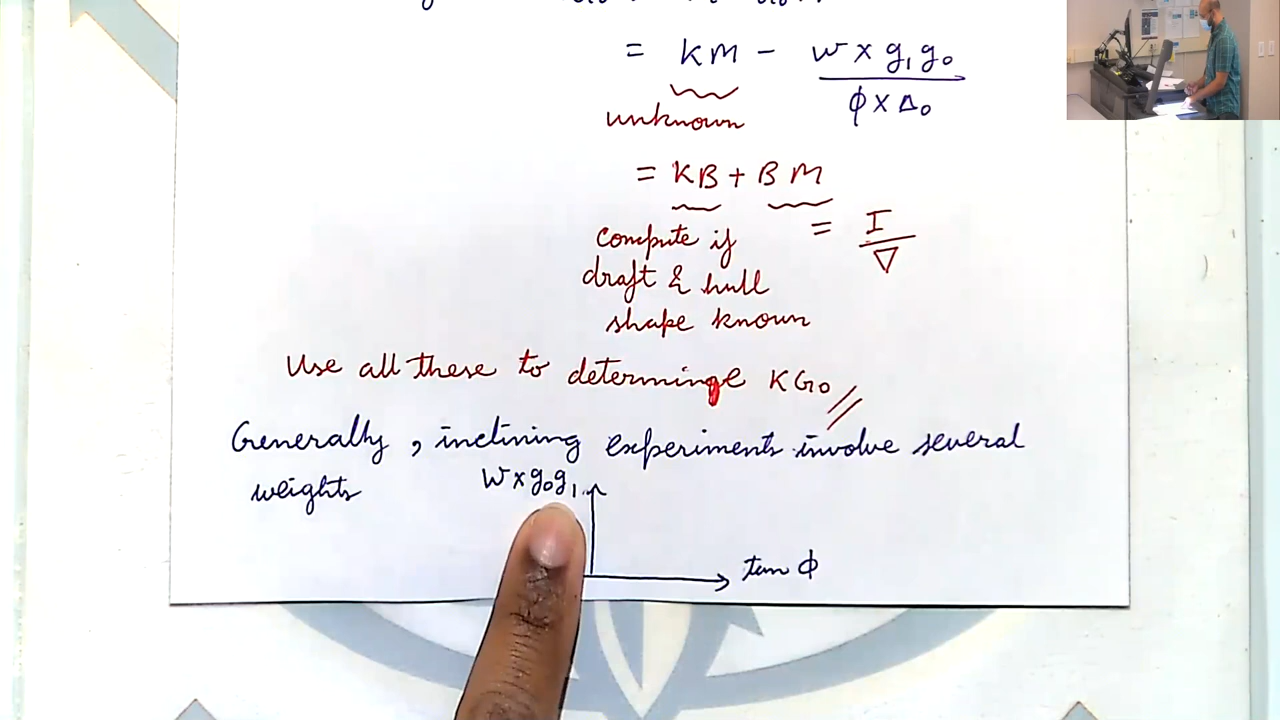 = KM - w x g₁g₀ / ϕ x Δ₀
unknown
= KB + BM
= I / ∇
compute if
draft & hull
shape known
Use all these to determine KG₀
Generally, inclining experiments involve several
weights
w x g₀g₁
tan ϕ